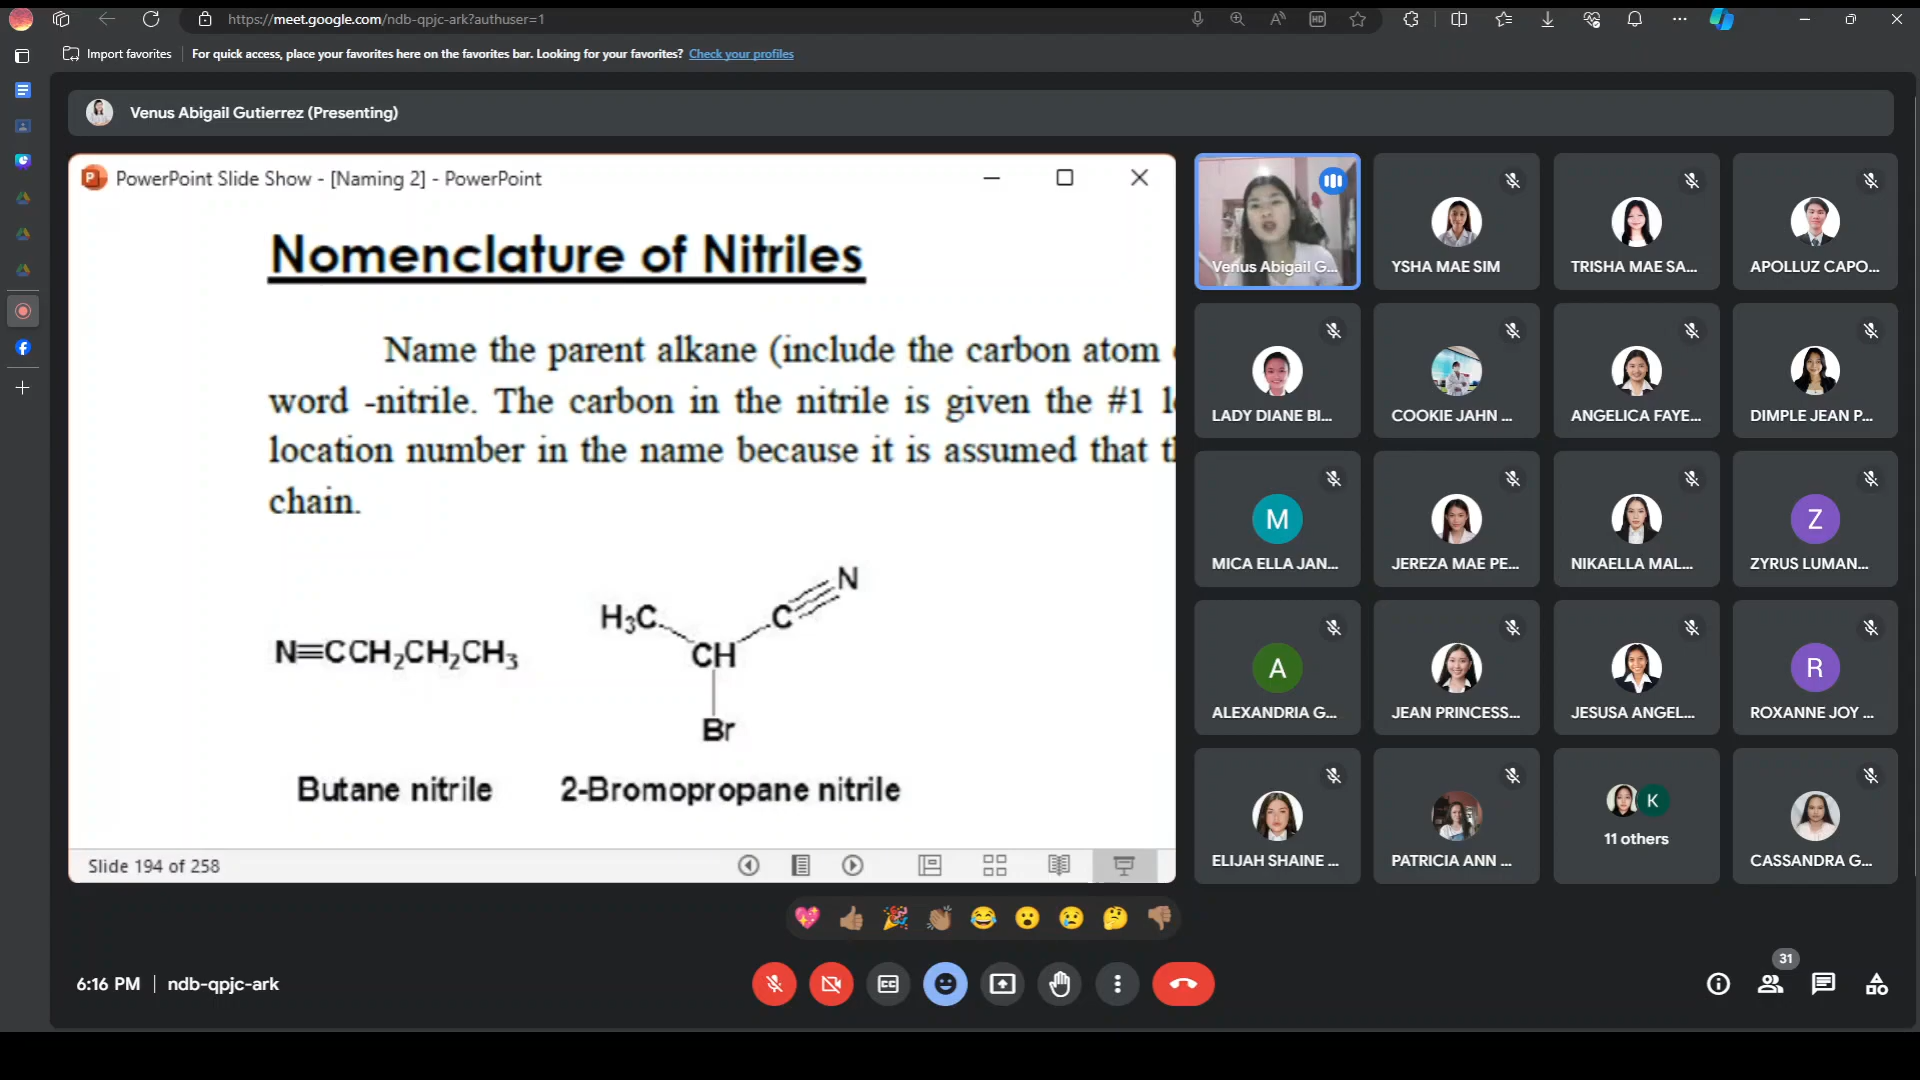 https://meet.google.com/ndb-qpjc-ark?authuser=1
Import favorites
For quick access, place your favorites here on the favorites bar. Looking for your favorites? Check your profiles
Venus Abigail Gutierrez (Presenting)
PowerPoint Slide Show - [Naming 2] - PowerPoint
Nomenclature of Nitriles
Name the parent alkane (include the carbon atom
word -nitrile. The carbon in the nitrile is given the #1
location number in the name because it is assumed that
chain.
N≡CCH₂CH₂CH₃
H₃C
C
N
CH
Br
Butane nitrile
2-Bromopropane nitrile
Slide 194 of 258
Venus Abigail G...
YSHA MAE SIM
TRISHA MAE SA...
APOLLUZ CAPO...
LADY DIANE BI...
COOKIE JAHN ...
ANGELICA FAYE...
DIMPLE JEAN P...
M
MICA ELLA JAN...
JEREZA MAE PE...
NIKAELLA MAL...
Z
ZYRUS LUMAN...
A
ALEXANDRIA G...
JEAN PRINCESS...
JESUSA ANGEL...
R
ROXANNE JOY ...
ELIJAH SHAINE ...
PATRICIA ANN ...
K
11 others
CASSANDRA G...
6:16 PM | ndb-qpjc-ark
31